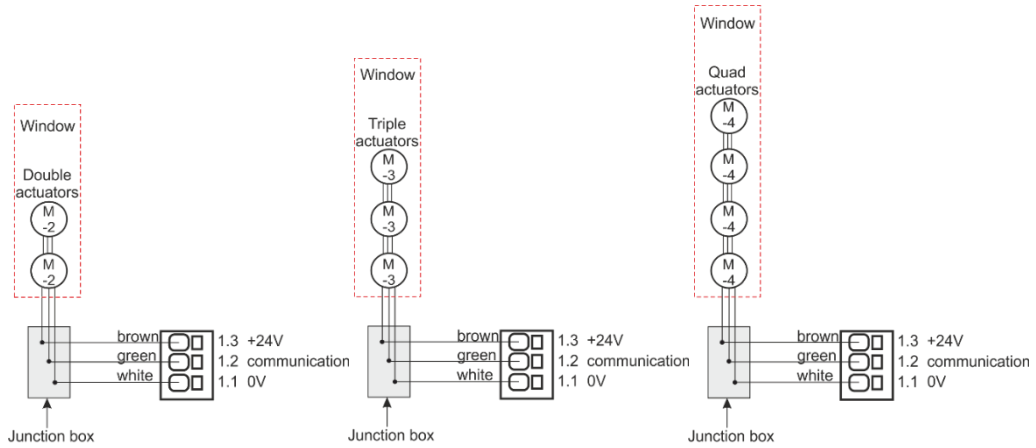 Window
Double
actuators
M
-2
M
-2
brown
green
white
1.3 +24V
1.2 communication
1.1 0V
Junction box
Window
Triple
actuators
M
-3
M
-3
M
-3
brown
green
white
1.3 +24V
1.2 communication
1.1 0V
Junction box
Window
Quad
actuators
M
-4
M
-4
M
-4
M
-4
brown
green
white
1.3 +24V
1.2 communication
1.1 0V
Junction box